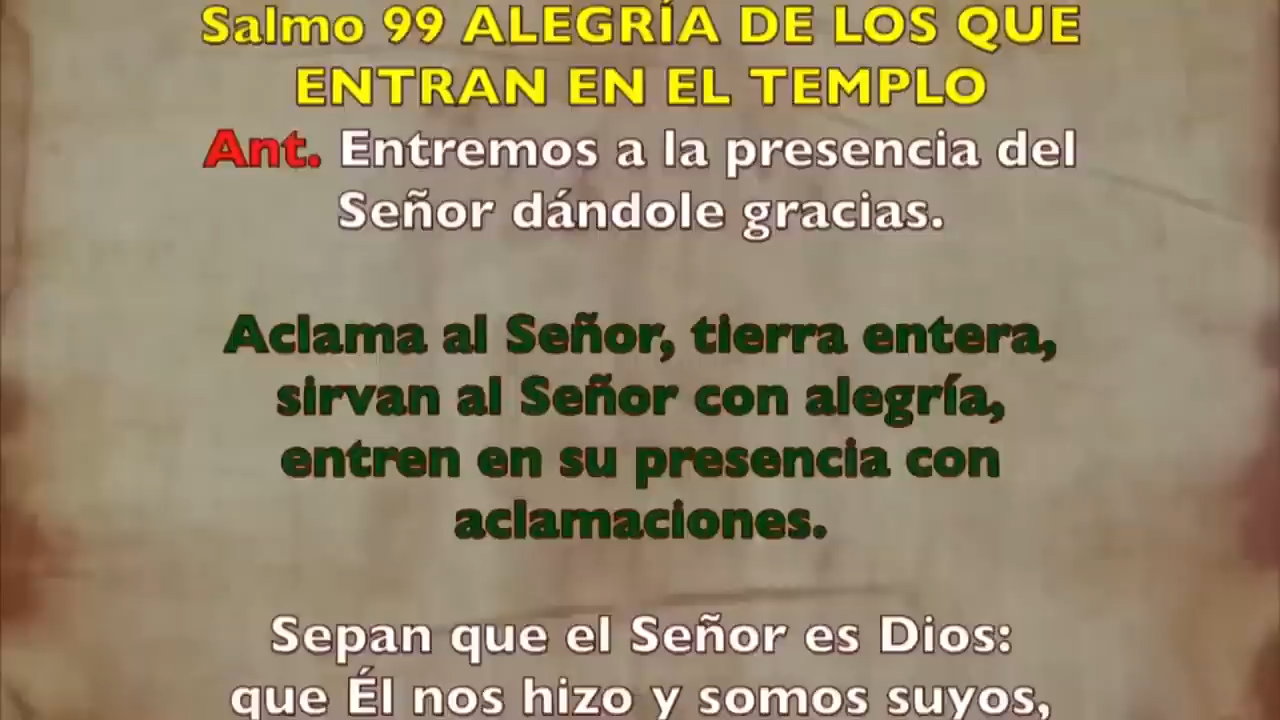 Salmo 99 ALEGRÍA DE LOS QUE
ENTRAN EN EL TEMPLO
Ant. Entremos a la presencia del
Señor dándole gracias.
Aclama al Señor, tierra entera,
sirvan al Señor con alegría,
entren en su presencia con
aclamaciones.
Sepan que el Señor es Dios:
que Él nos hizo y somos suyos,